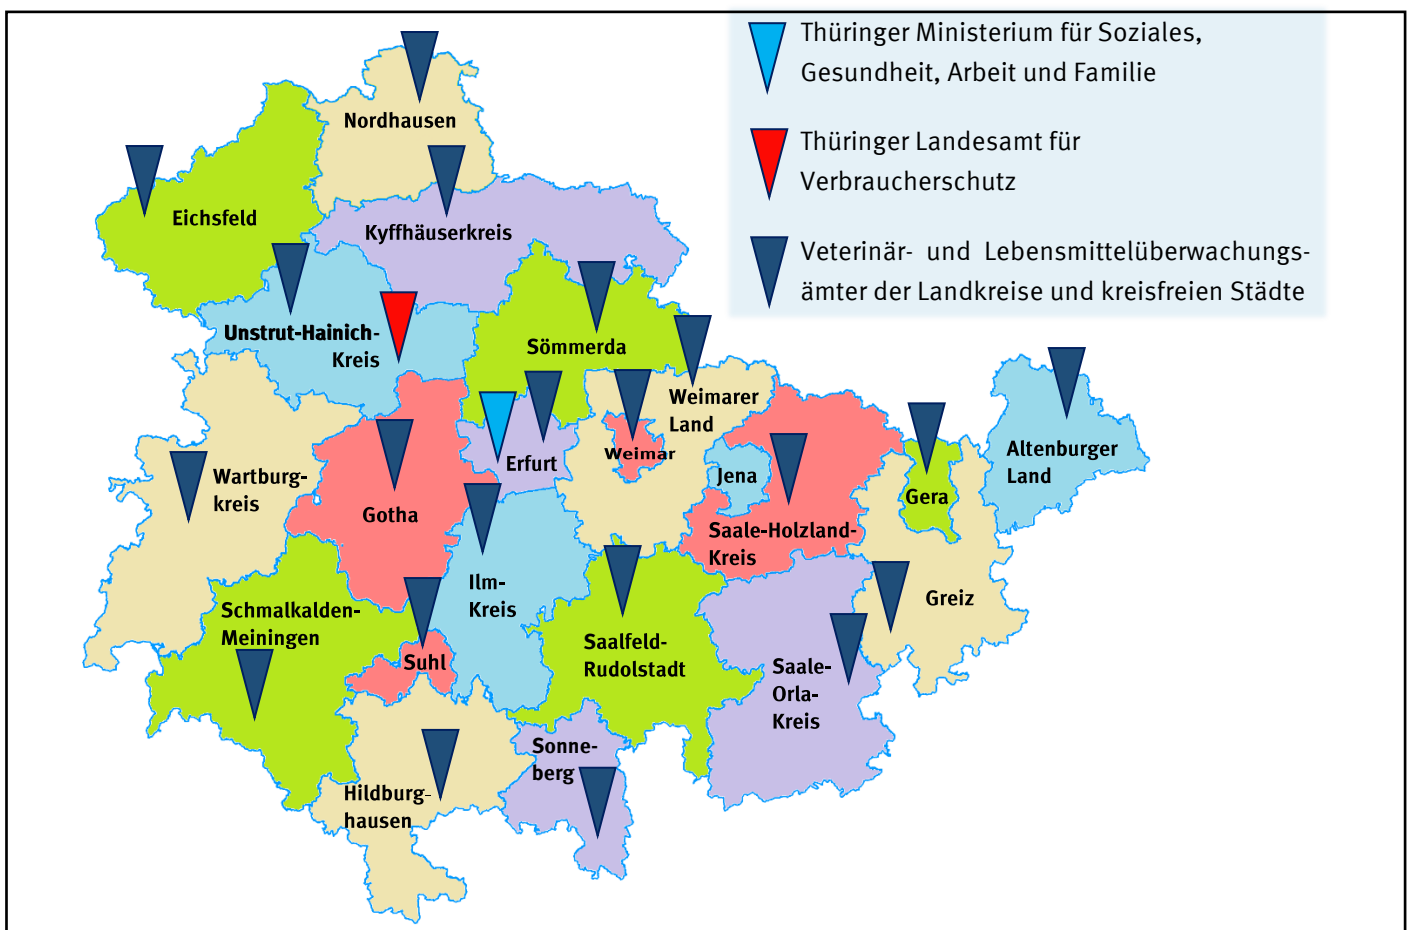 Thüringer Ministerium für Soziales,
Gesundheit, Arbeit und Familie
Thüringer Landesamt für
Verbraucherschutz
Veterinär- und Lebensmittelüberwachungs-
ämter der Landkreise und kreisfreien Städte
Nordhausen
Eichsfeld
Kyffhäuserkreis
Unstrut-Hainich-
Kreis
Sömmerda
Weimarer
Land
Weimar
Erfurt
Jena
Altenburger
Land
Wartburg-
kreis
Gotha
Gera
Saale-Holzland-
Kreis
Ilm-
Kreis
Greiz
Schmalkalden-
Meiningen
Suhl
Saalfeld-
Rudolstadt
Saale-
Orla-
Kreis
Sonne-
berg
Hildburg-
hausen